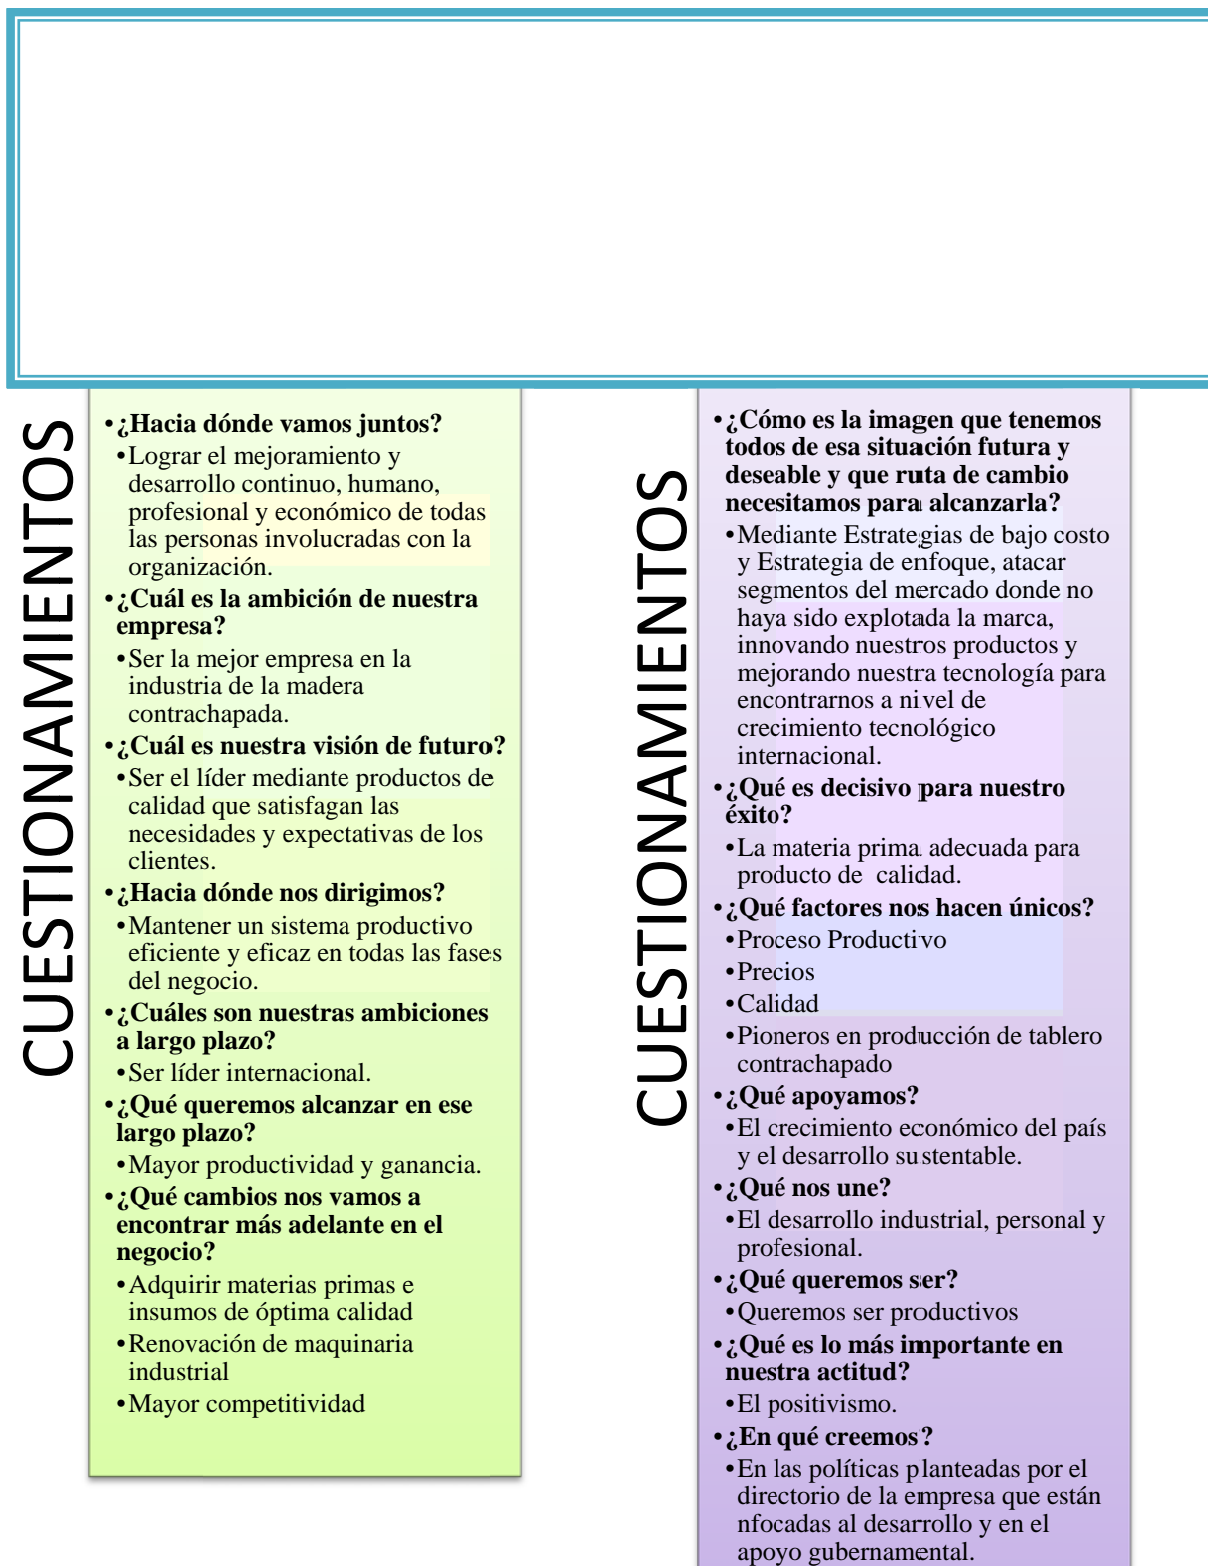 CUESTIONAMIENTOS
•¿Hacia dónde vamos juntos?
•Lograr el mejoramiento y
desarrollo continuo, humano,
profesional y económico de todas
las personas involucradas con la
organización.
•¿Cuál es la ambición de nuestra
empresa?
•Ser la mejor empresa en la
industria de la madera
contrachapada.
•¿Cuál es nuestra visión de futuro?
•Ser el líder mediante productos de
calidad que satisfagan las
necesidades y expectativas de los
clientes.
•¿Hacia dónde nos dirigimos?
•Mantener un sistema productivo
eficiente y eficaz en todas las fases
del negocio.
•¿Cuáles son nuestras ambiciones
a largo plazo?
•Ser líder internacional.
•¿Qué queremos alcanzar en ese
largo plazo?
•Mayor productividad y ganancia.
•¿Qué cambios nos vamos a
encontrar más adelante en el
negocio?
•Adquirir materias primas e
insumos de óptima calidad
•Renovación de maquinaria
industrial
•Mayor competitividad
CUESTIONAMIENTOS
•¿Cómo es la imagen que tenemos
todos de esa situación futura y
deseable y que ruta de cambio
necesitamos para alcanzarla?
•Mediante Estrategias de bajo costo
y Estrategia de enfoque, atacar
segmentos del mercado donde no
haya sido explotada la marca,
innovando nuestros productos y
mejorando nuestra tecnología para
encontrarnos a nivel de
crecimiento tecnológico
internacional.
•¿Qué es decisivo para nuestro
éxito?
•La materia prima adecuada para
producto de calidad.
•¿Qué factores nos hacen únicos?
•Proceso Productivo
•Precios
•Calidad
•Pioneros en producción de tablero
contrachapado
•¿Qué apoyamos?
•El crecimiento económico del país
y el desarrollo sustentable.
•¿Qué nos une?
•El desarrollo industrial, personal y
profesional.
•¿Qué queremos ser?
•Queremos ser productivos
•¿Qué es lo más importante en
nuestra actitud?
•El positivismo.
•¿En qué creemos?
•En las políticas planteadas por el
directorio de la empresa que están
nfocadas al desarrollo y en el
apoyo gubernamental.